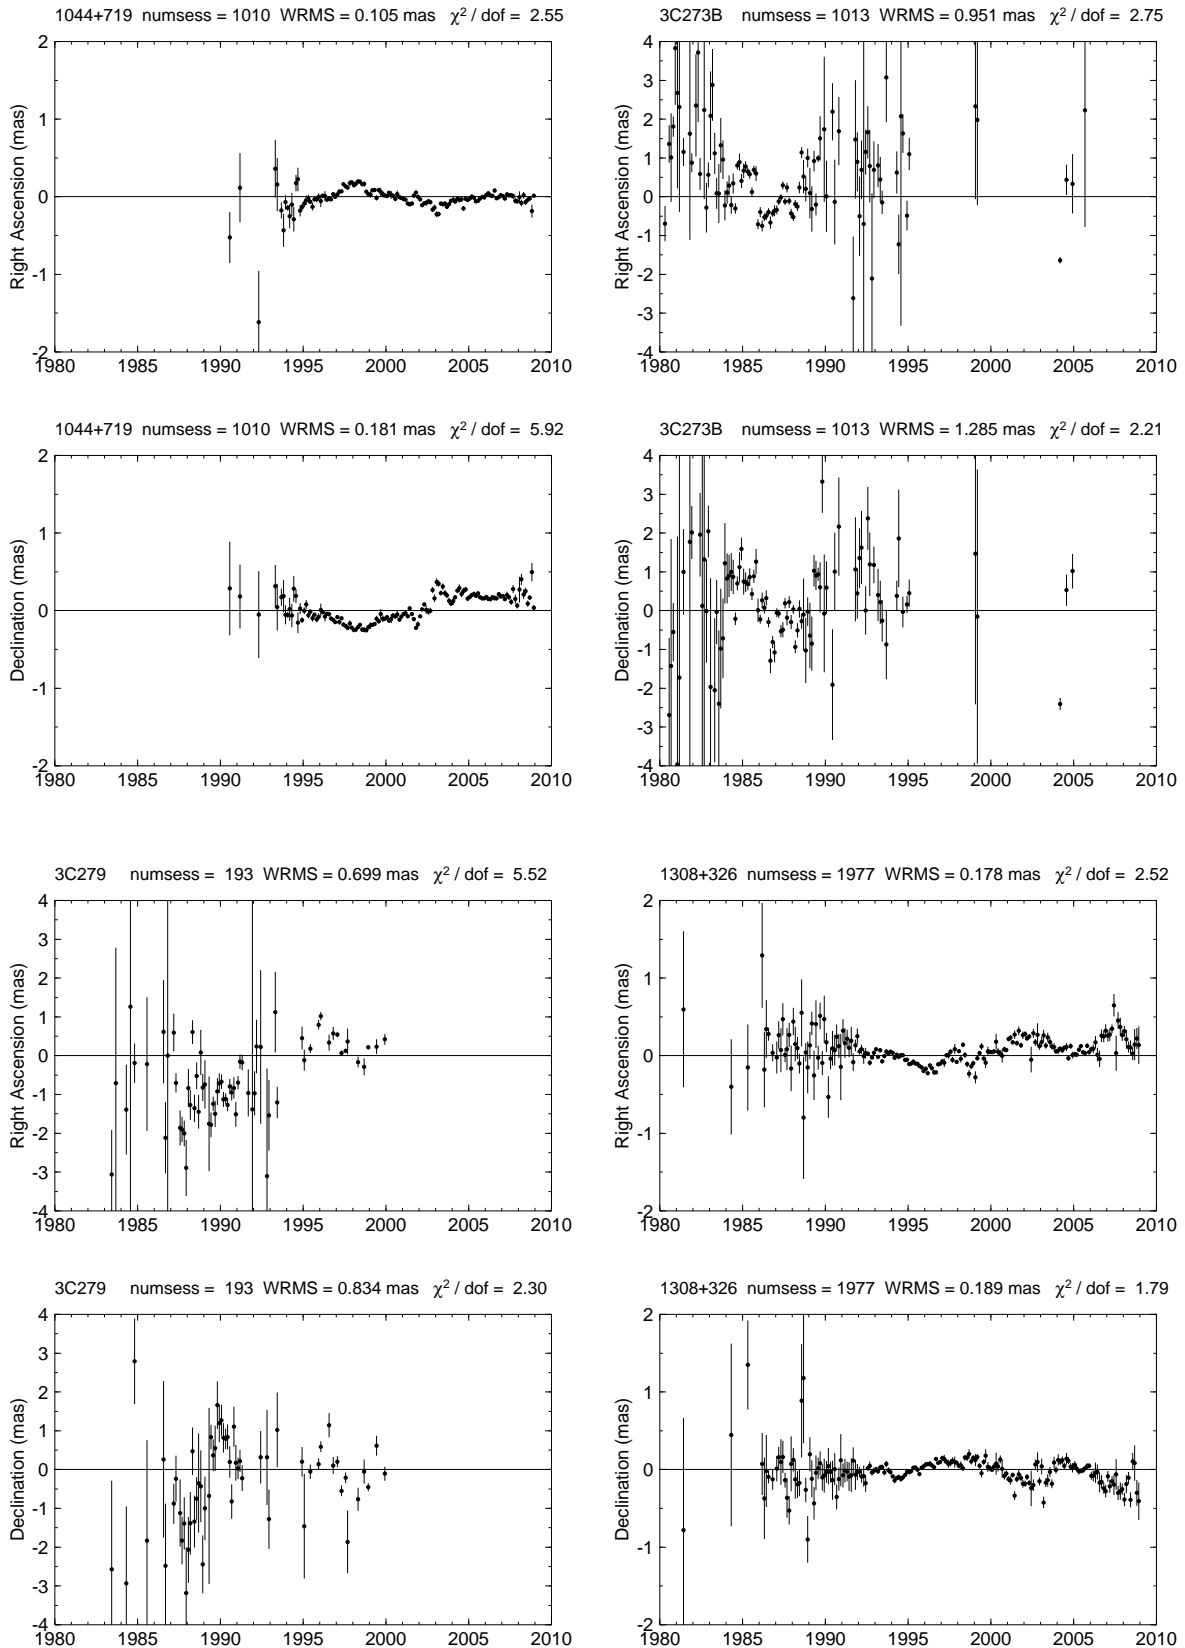 1044+719 numsess = 1010 WRMS = 0.105 mas χ² / dof = 2.55
Right Ascension (mas)
2
1
0
-1
-2
1980 1985 1990 1995 2000 2005 2010
3C273B numsess = 1013 WRMS = 0.951 mas χ² / dof = 2.75
Right Ascension (mas)
4
3
2
1
0
-1
-2
-3
-4
1980 1985 1990 1995 2000 2005 2010
1044+719 numsess = 1010 WRMS = 0.181 mas χ² / dof = 5.92
Declination (mas)
2
1
0
-1
-2
1980 1985 1990 1995 2000 2005 2010
3C273B numsess = 1013 WRMS = 1.285 mas χ² / dof = 2.21
Declination (mas)
4
3
2
1
0
-1
-2
-3
-4
1980 1985 1990 1995 2000 2005 2010
3C279 numsess = 193 WRMS = 0.699 mas χ² / dof = 5.52
Right Ascension (mas)
4
3
2
1
0
-1
-2
-3
-4
1980 1985 1990 1995 2000 2005 2010
1308+326 numsess = 1977 WRMS = 0.178 mas χ² / dof = 2.52
Right Ascension (mas)
2
1
0
-1
-2
1980 1985 1990 1995 2000 2005 2010
3C279 numsess = 193 WRMS = 0.834 mas χ² / dof = 2.30
Declination (mas)
4
3
2
1
0
-1
-2
-3
-4
1980 1985 1990 1995 2000 2005 2010
1308+326 numsess = 1977 WRMS = 0.189 mas χ² / dof = 1.79
Declination (mas)
2
1
0
-1
-2
1980 1985 1990 1995 2000 2005 2010